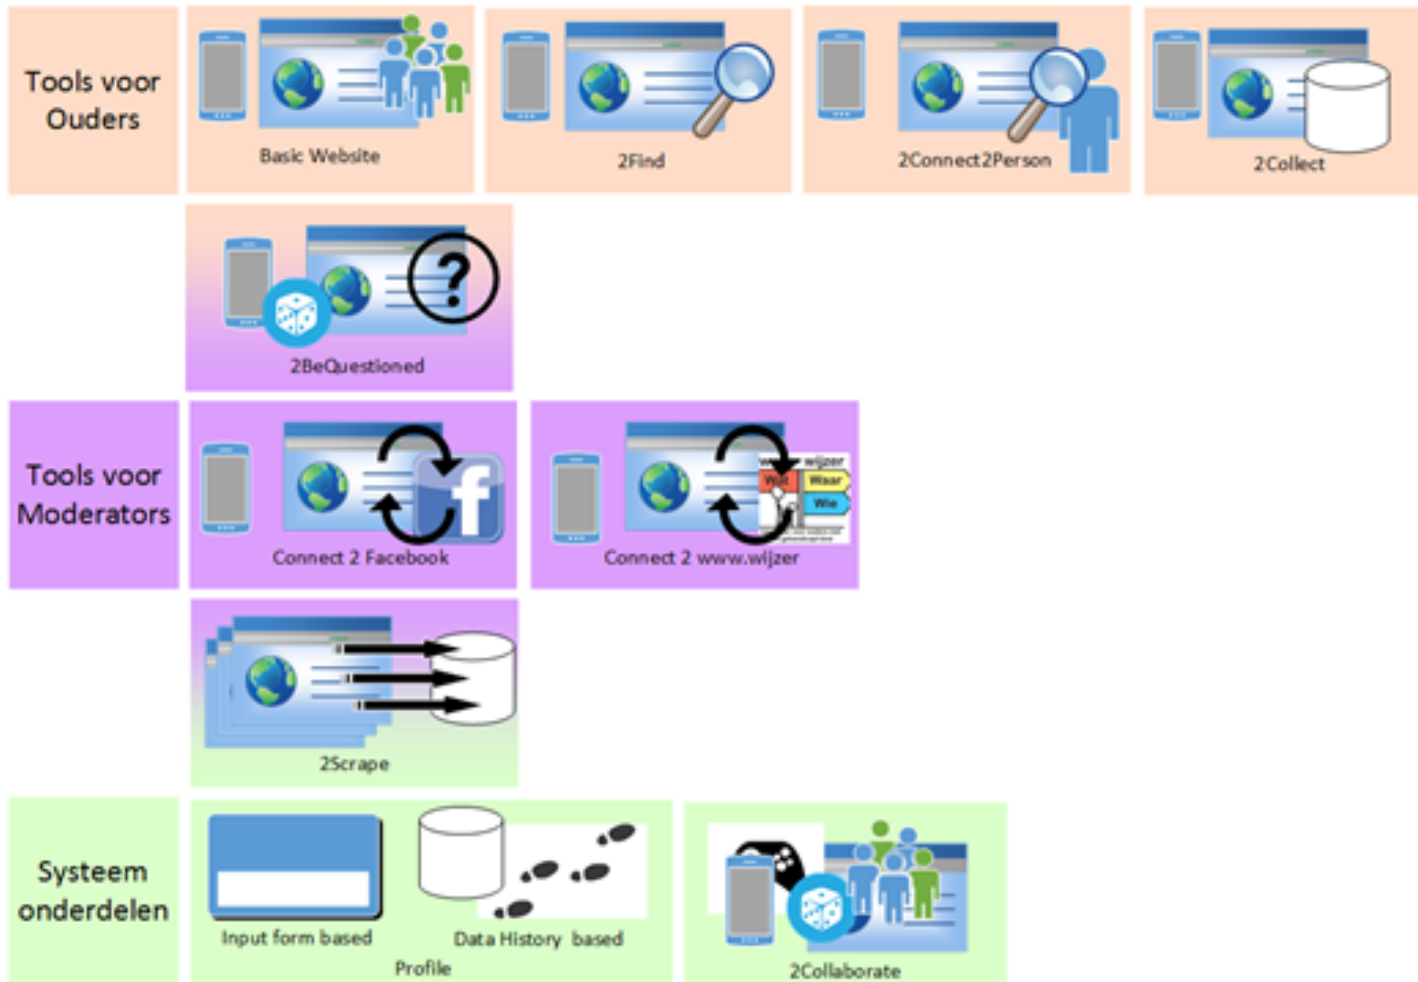 Tools voor
Ouders
Basic Website
2Find
2Connect2Person
2Collect
?
2BeQuestioned
Tools voor
Moderators
f
Connect 2 Facebook
wijzer
Wat
Waar
Wie
Connect 2 www.wijzer
2Scrape
Systeem
onderdelen
Input form based
Data History based
Profile
2Collaborate